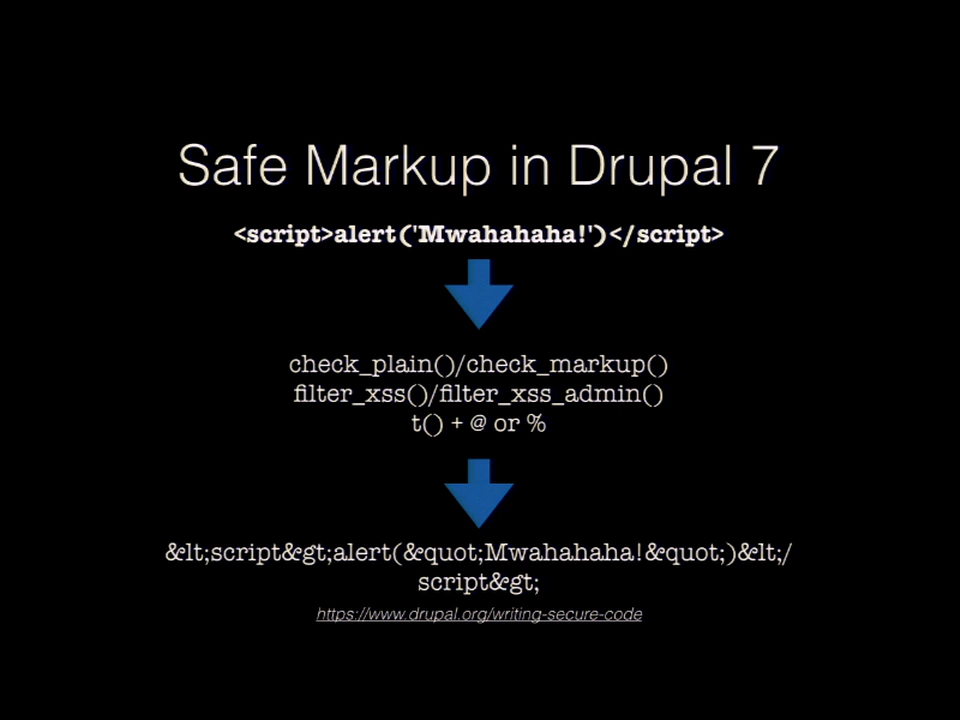 Safe Markup in Drupal 7
<script>alert('Mwahahaha!')</script>
check_plain()/check_markup()
filter_xss()/filter_xss_admin()
t() + @ or %
&lt;script&gt;alert(&quot;Mwahahaha!&quot;)&lt;/
script&gt;
https://www.drupal.org/writing-secure-code